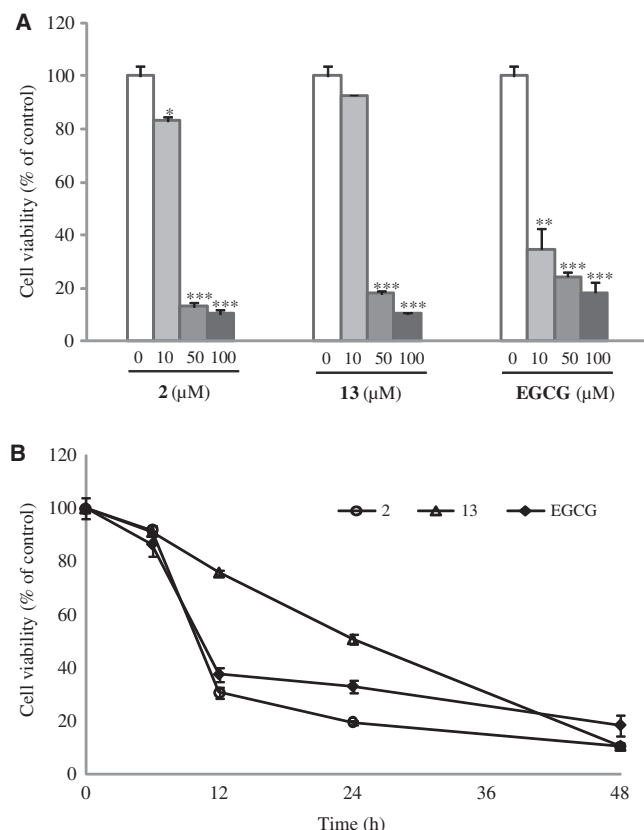 A
120
100
80
60
40
20
0
Cell viability (% of control)
*
*** ***
*** ***
** *** ***
0 10 50 100 0 10 50 100 0 10 50 100
2 (µM) 13 (µM) EGCG (µM)
B
120
100
80
60
40
20
0
Cell viability (% of control)
2 13 EGCG
0 12 24 36 48
Time (h)